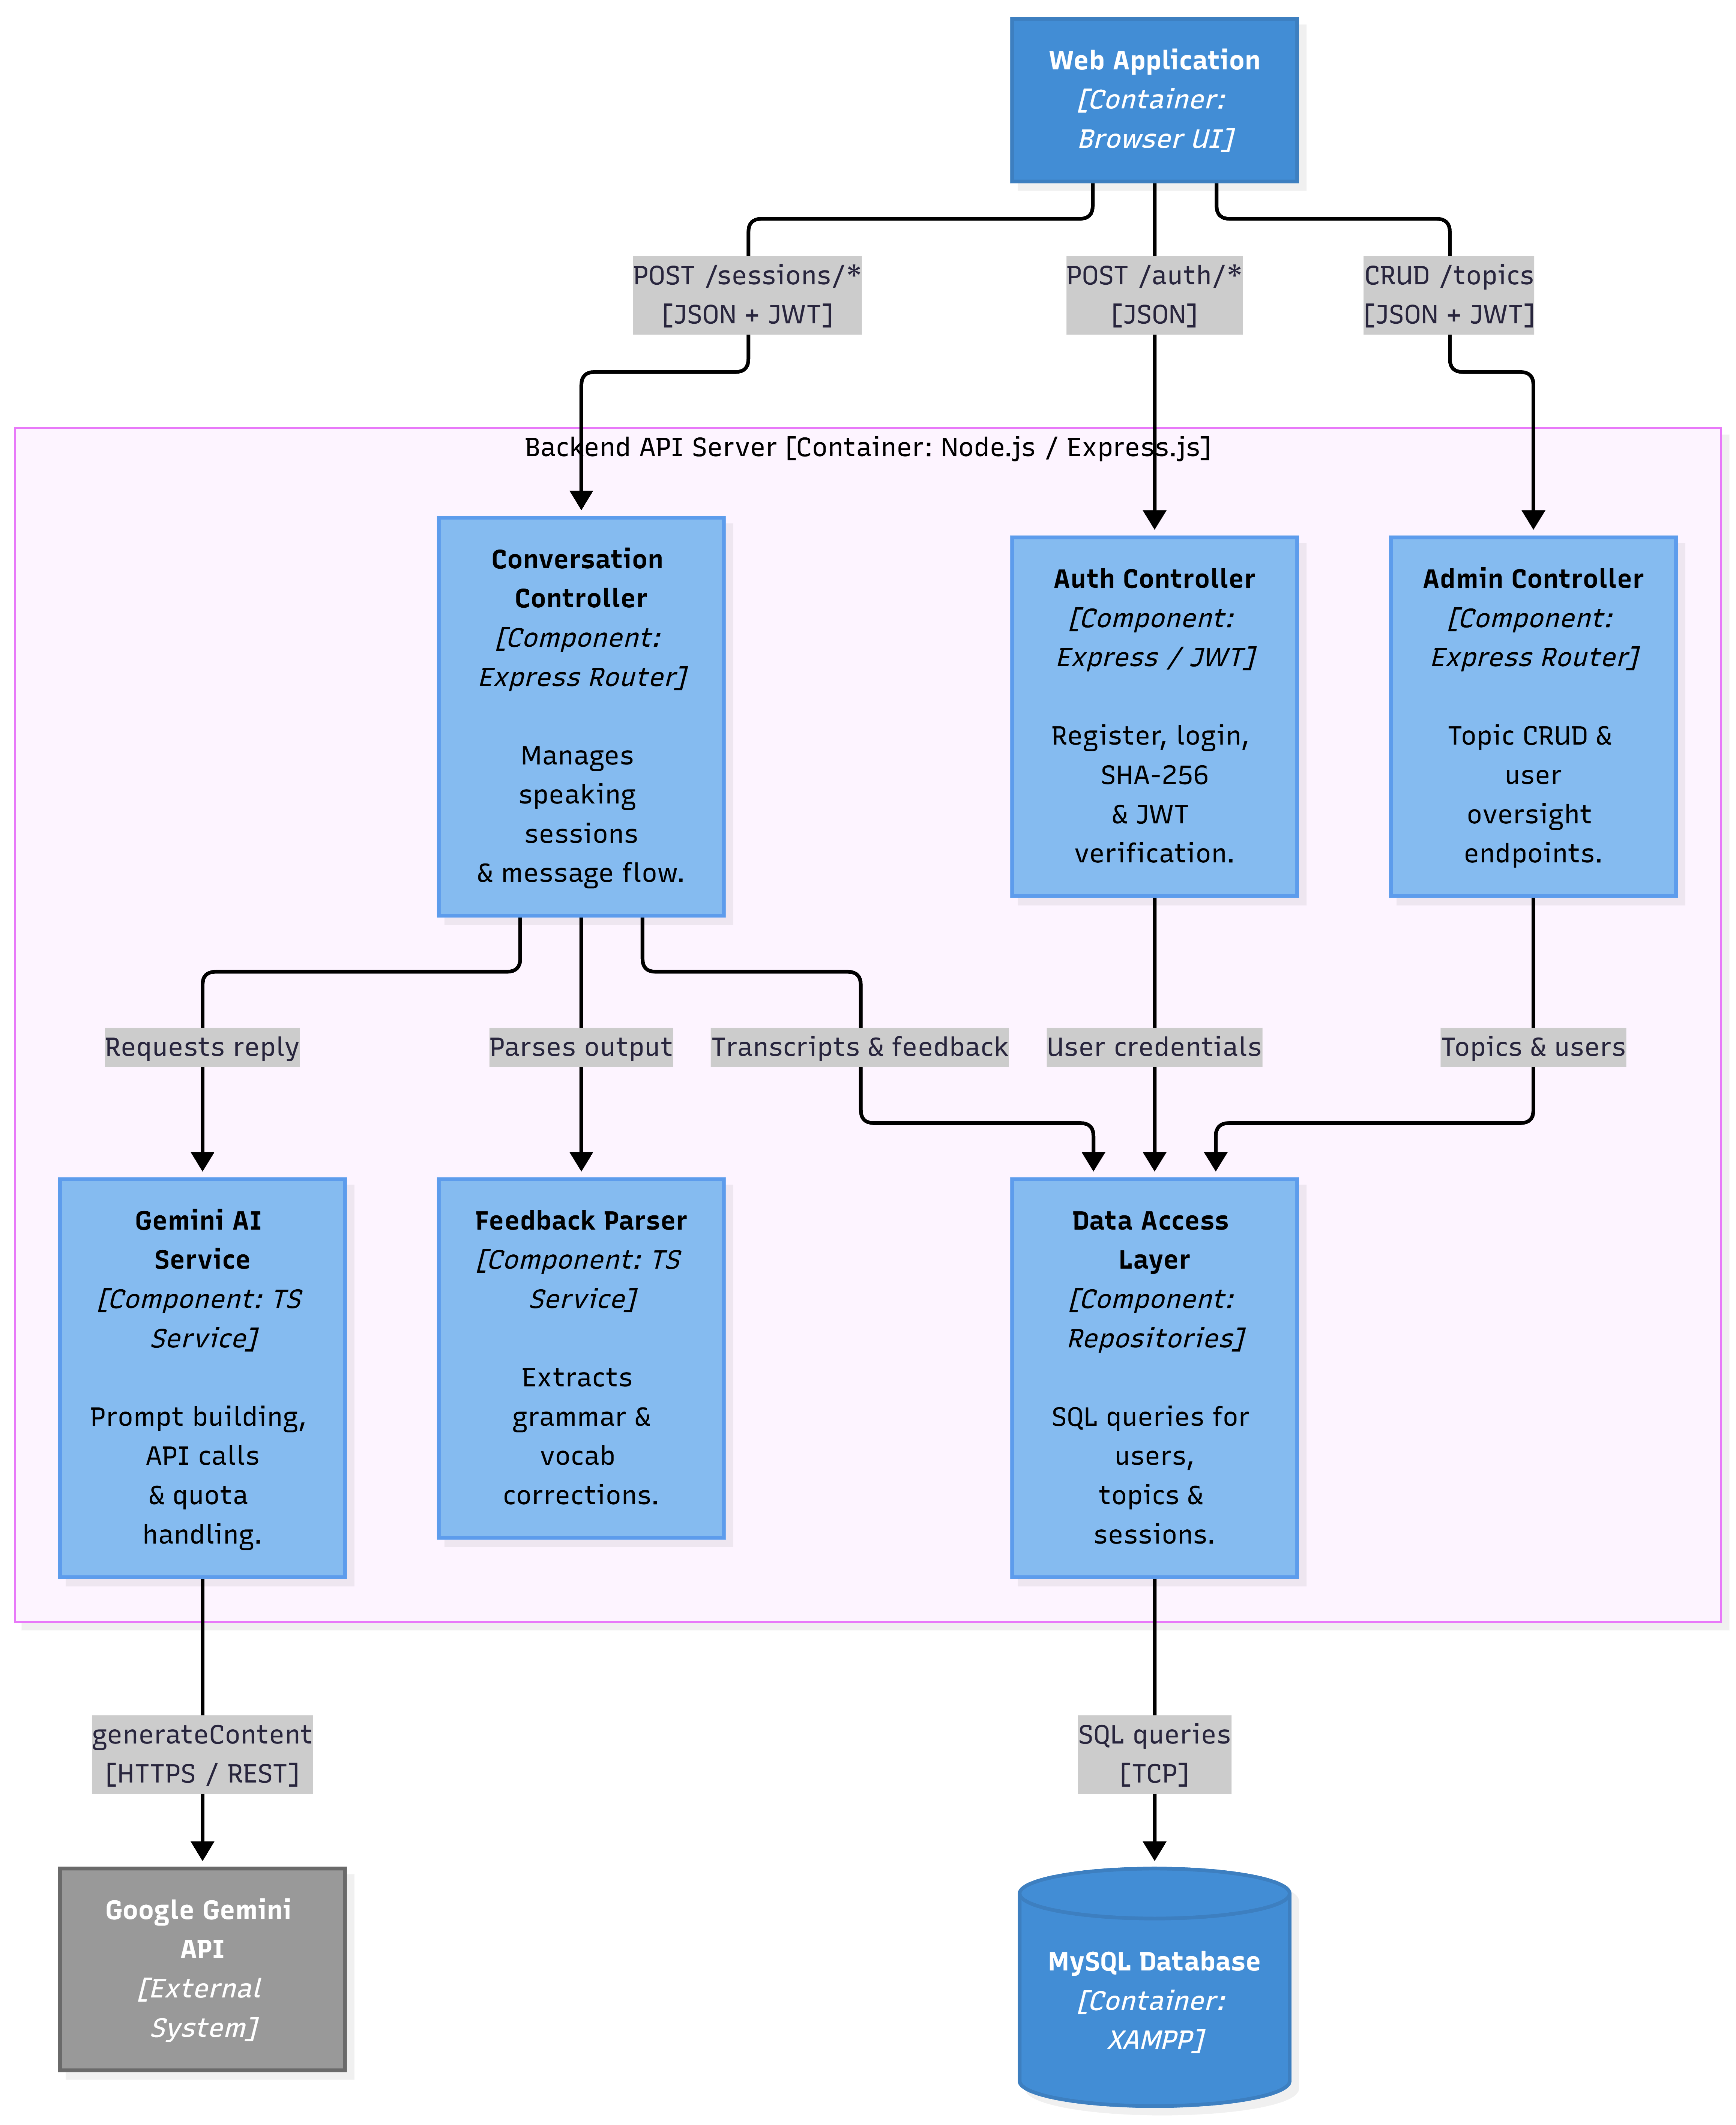 Web Application
[Container:
Browser UI]
POST /sessions/*
[JSON + JWT]
POST /auth/*
[JSON]
CRUD /topics
[JSON + JWT]
Backend API Server [Container: Node.js / Express.js]
Conversation
Controller
[Component:
Express Router]
Manages
speaking
sessions
& message flow.
Auth Controller
[Component:
Express / JWT]
Register, login,
SHA-256
& JWT
verification.
Admin Controller
[Component:
Express Router]
Topic CRUD &
user
oversight
endpoints.
Requests reply
Parses output
Transcripts & feedback
User credentials
Topics & users
Gemini AI
Service
[Component: TS
Service]
Prompt building,
API calls
& quota
handling.
Feedback Parser
[Component: TS
Service]
Extracts
grammar &
vocab
corrections.
Data Access
Layer
[Component:
Repositories]
SQL queries for
users,
topics &
sessions.
generateContent
[HTTPS / REST]
SQL queries
[TCP]
Google Gemini
API
[External
System]
MySQL Database
[Container:
XAMPP]